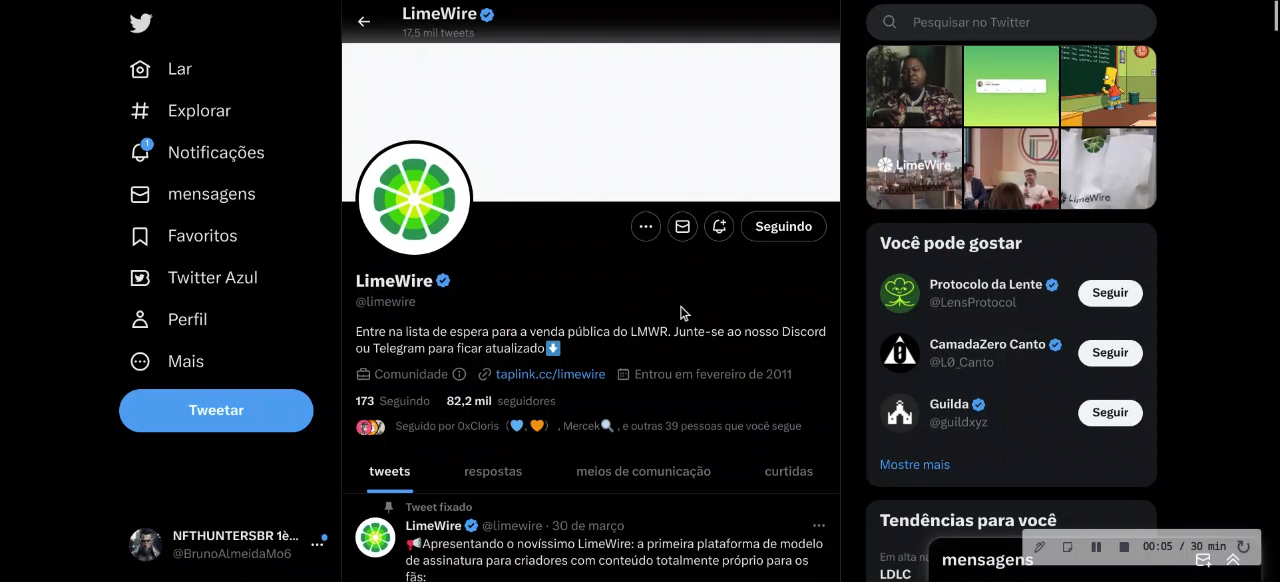 LimeWire
17,5 mil tweets
Lar
Explorar
1
Notificações
mensagens
Favoritos
Twitter Azul
Perfil
Mais
Tweetar
NFTHUNTERSBR 1è...
@BrunoAlmeidaMo6
Seguindo
LimeWire
@limewire
Entre na lista de espera para a venda pública do LMWR. Junte-se ao nosso Discord
ou Telegram para ficar atualizado⬇️
Comunidade
taplink.cc/limewire
Entrou em fevereiro de 2011
173 Seguindo 82,2 mil seguidores
Seguido por 0xCloris (💙,🧡) , Mercek🔍 , e outras 39 pessoas que você segue
tweets respostas meios de comunicação curtidas
Tweet fixado
LimeWire @limewire · 30 de março
📢Apresentando o novíssimo LimeWire: a primeira plataforma de modelo
de assinatura para criadores com conteúdo totalmente próprio para os
fãs:
Pesquisar no Twitter
LimeWire
LimeWire
Você pode gostar
Protocolo da Lente
@LensProtocol
Seguir
CamadaZero Canto
@L0_Canto
Seguir
Guilda
@guildxyz
Seguir
Mostre mais
Tendências para você
Em alta na
LDLC
mensagens
00:05 / 30 min